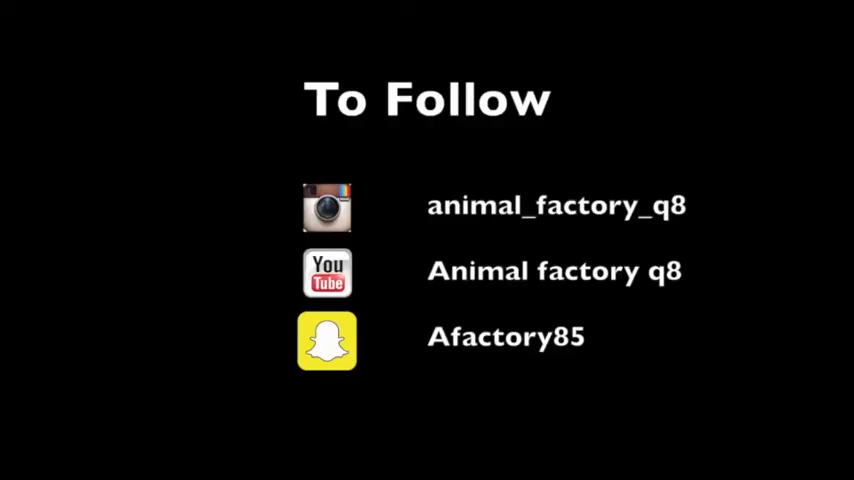 To Follow
animal_factory_q8
You
Tube
Animal factory q8
Afactory85